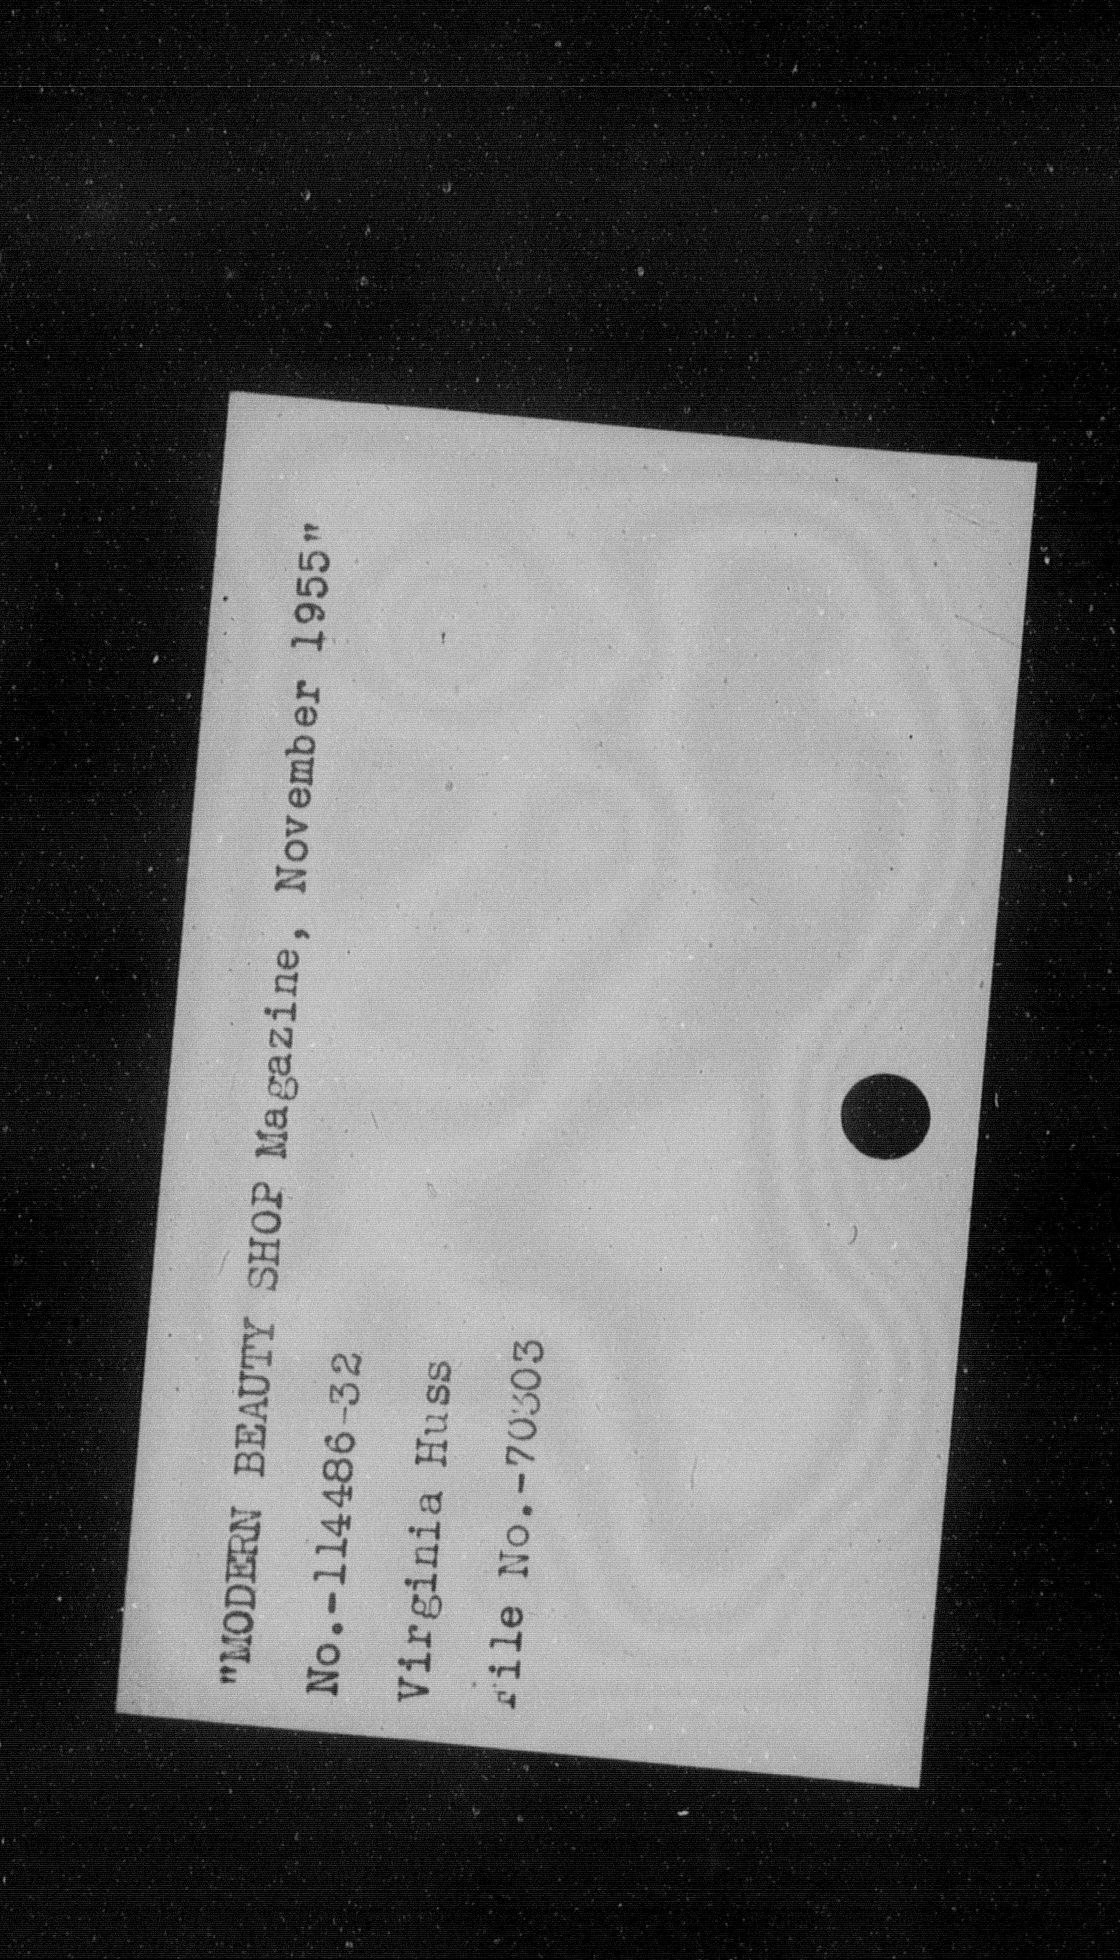 "MODERN BEAUTY SHOP Magazine, November 1955"
No.-114486-32
Virginia Huss
File No.-70303